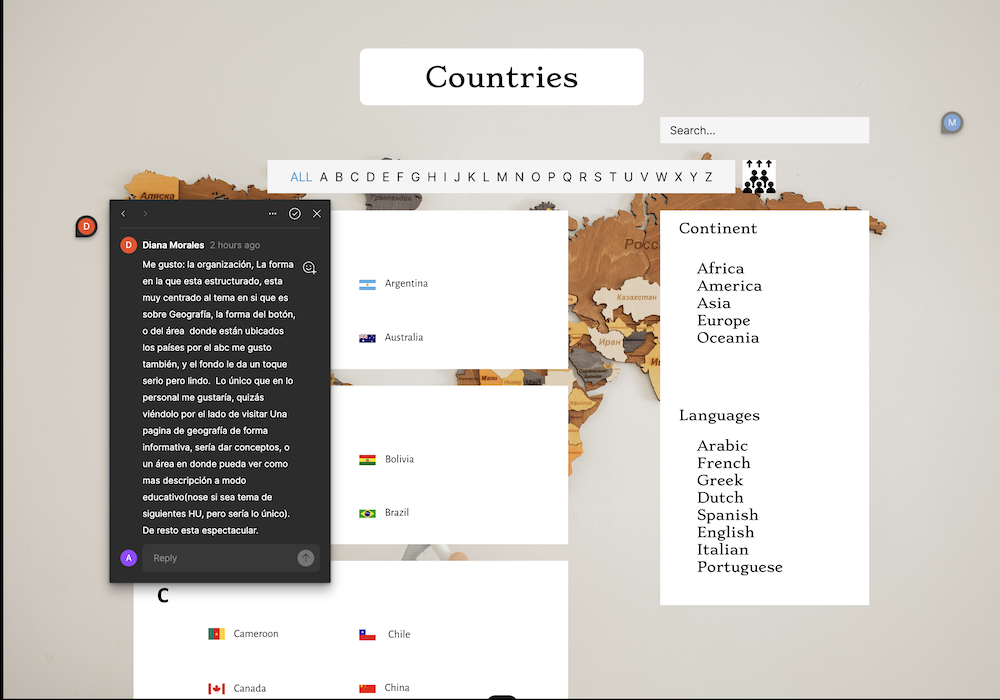 Countries
Search...
M
ALL A B C D E F G H I J K L M N O P Q R S T U V W X Y Z
Аляска
Гренландия
D
D Diana Morales 2 hours ago
Me gusto: la organización, La forma
en la que esta estructurado, esta
muy centrado al tema en si que es
sobre Geografía, la forma del botón,
o del área donde están ubicados
los países por el abc me gusto
también, y el fondo le da un toque
serio pero lindo. Lo único que en lo
personal me gustaría, quizás
viéndolo por el lado de visitar Una
pagina de geografía de forma
informativa, sería dar conceptos, o
un área en donde pueda ver como
mas descripción a modo
educativo(nose si sea tema de
siguientes HU, pero sería lo único).
De resto esta espectacular.
A Reply
Argentina
Australia
Bolivia
Brazil
C
Cameroon
Chile
Canada
China
Росс
Казахстан
Иран
Мали
Continent
Africa
America
Asia
Europe
Oceania
Languages
Arabic
French
Greek
Dutch
Spanish
English
Italian
Portuguese